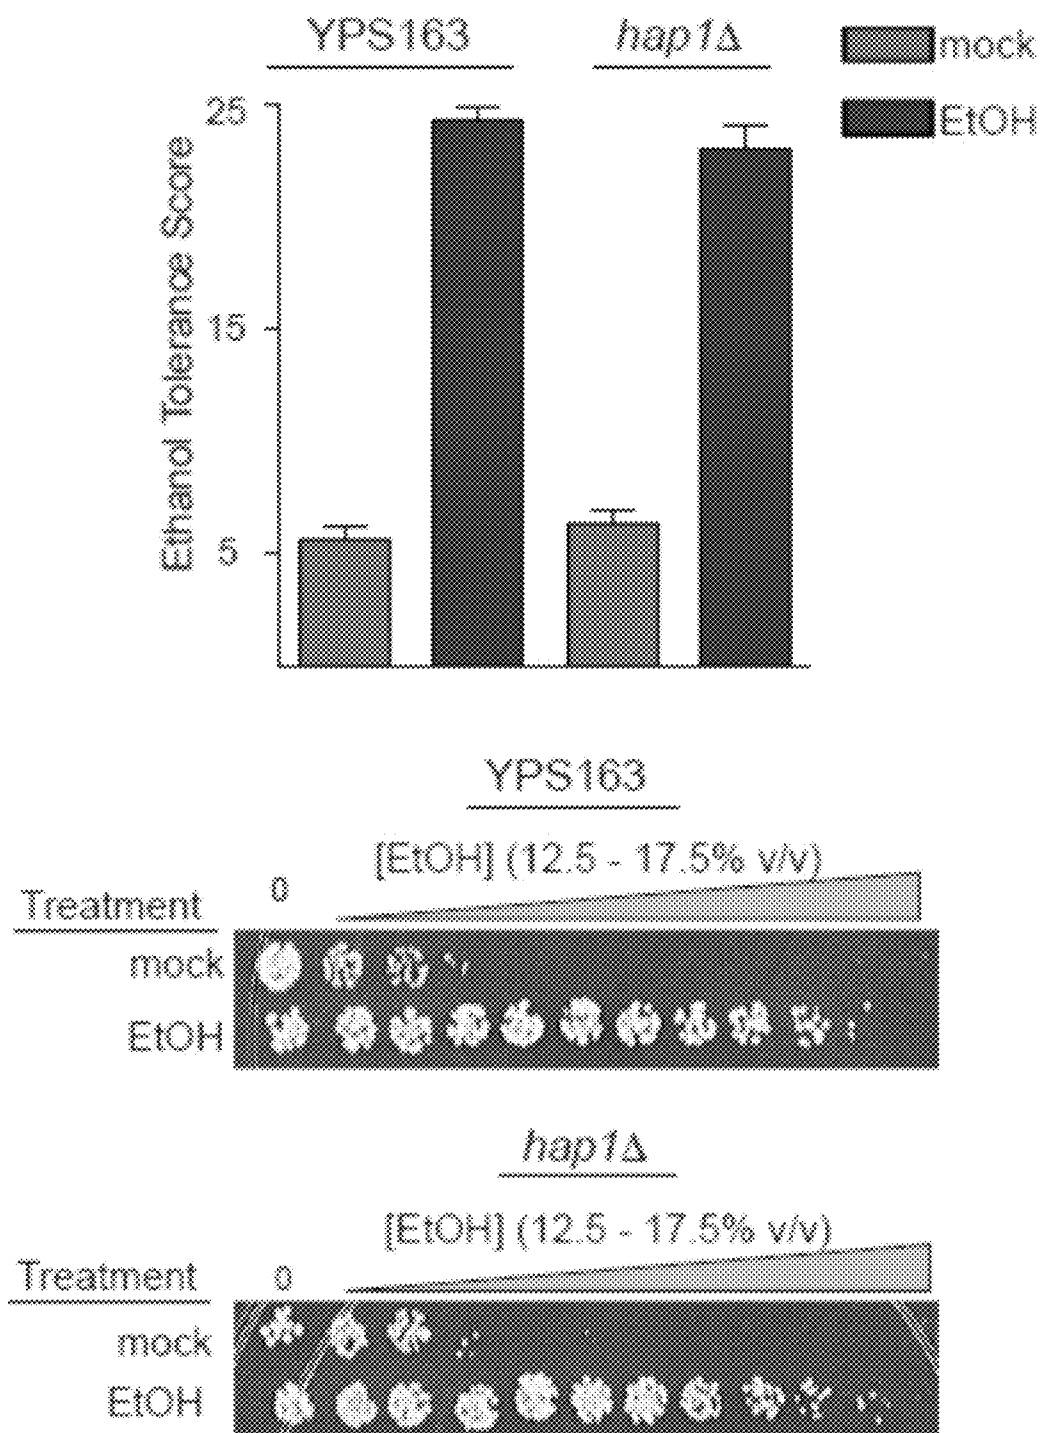 YPS163 hap1Δ
mock
EtOH
Ethanol Tolerance Score
25
15
5
YPS163
[EtOH] (12.5 - 17.5% v/v)
Treatment 0
mock
EtOH
hap1Δ
[EtOH] (12.5 - 17.5% v/v)
Treatment 0
mock
EtOH